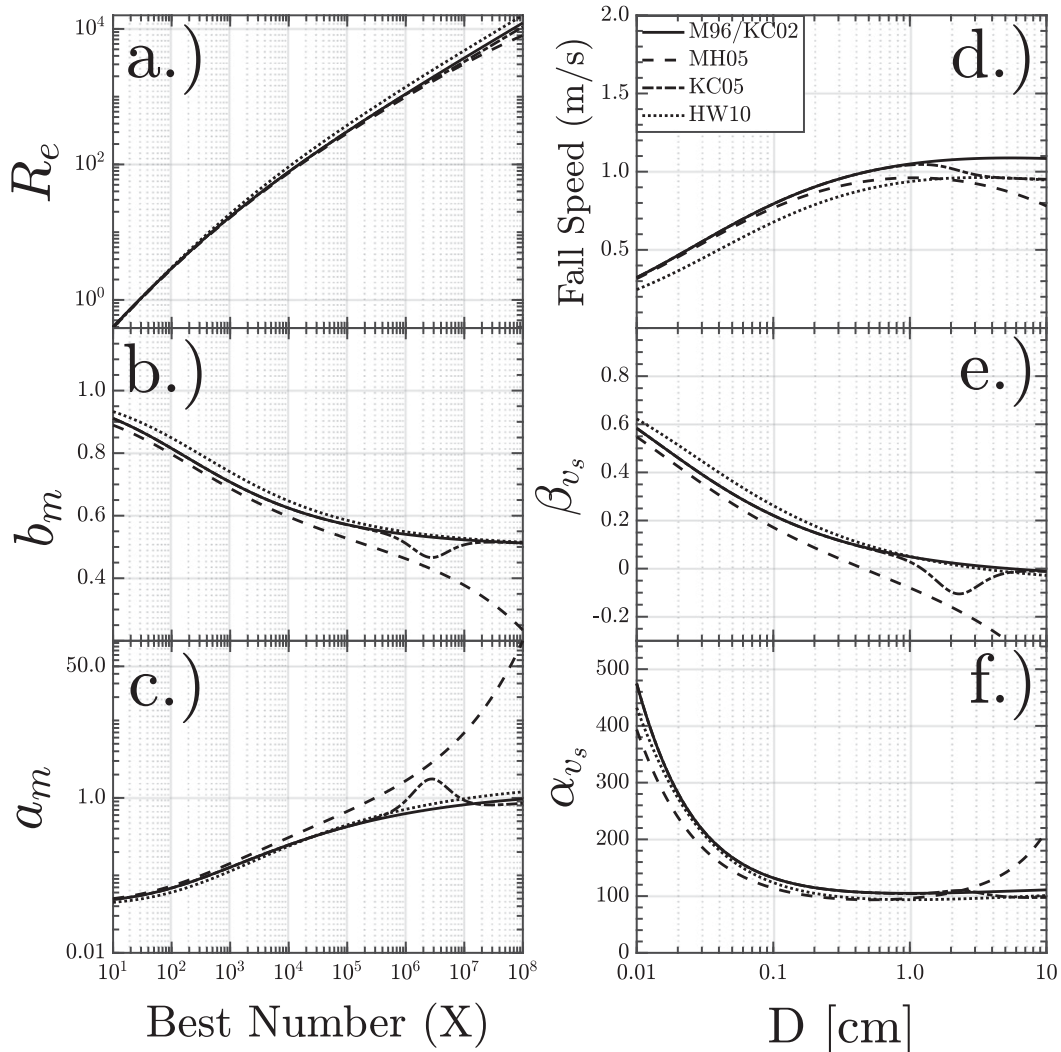 a.)
R_e
10^4
10^2
10^0
b.)
b_m
1.0
0.8
0.6
0.4
c.)
a_m
50.0
1.0
0.01
10^1 10^2 10^3 10^4 10^5 10^6 10^7 10^8
Best Number (X)
d.)
Fall Speed (m/s)
2.0
1.5
1.0
0.5
M96/KC02
MH05
KC05
HW10
e.)
β_{v_s}
0.8
0.6
0.4
0.2
0
-0.2
f.)
α_{v_s}
500
400
300
200
100
0
0.01 0.1 1.0 10
D [cm]